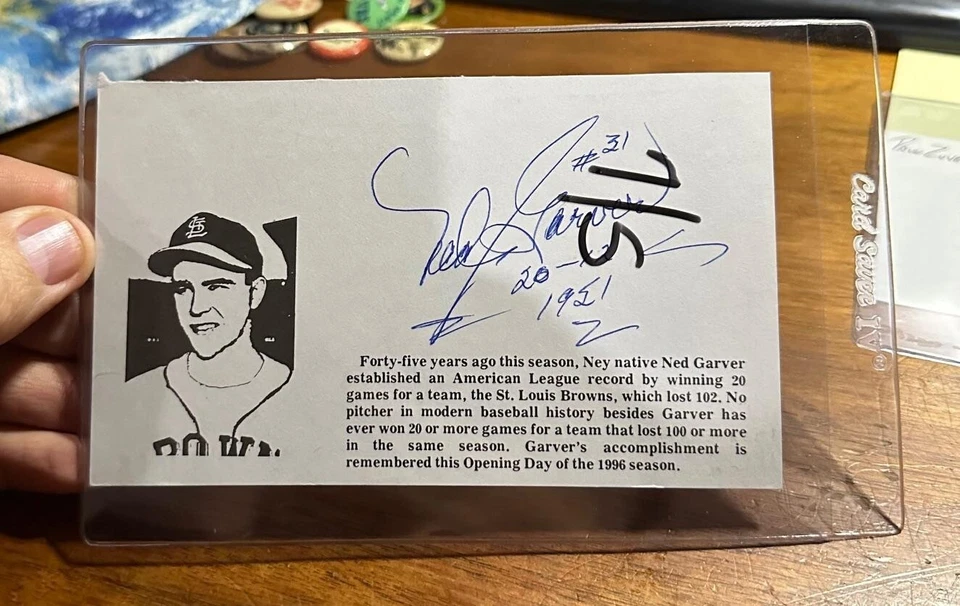 #31
Ned Garver
20-12
1951
Forty-five years ago this season, Ney native Ned Garver
established an American League record by winning 20
games for a team, the St. Louis Browns, which lost 102. No
pitcher in modern baseball history besides Garver has
ever won 20 or more games for a team that lost 100 or more
in the same season. Garver's accomplishment is
remembered this Opening Day of the 1996 season.
Card Saver IV®
StL